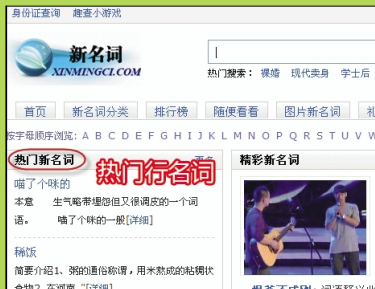 身份证查询 趣查小游戏
新名词
XINMINGCI.COM
热门搜索： 裸婚 现代卖身 学士后
首页 新名词分类 排行榜 随便看看 图片新名词
按字母顺序浏览: A B C D E F G H I J K L M N O P Q R S T U V W
热门新名词
热门行名词
喵了个咪的
本意 生气略带埋怨但又很调皮的一个词
语。 喵了个咪的一般[详细]
稀饭
简要介绍1、粥的通俗称谓，用米熬成的粘稠状
精彩新名词